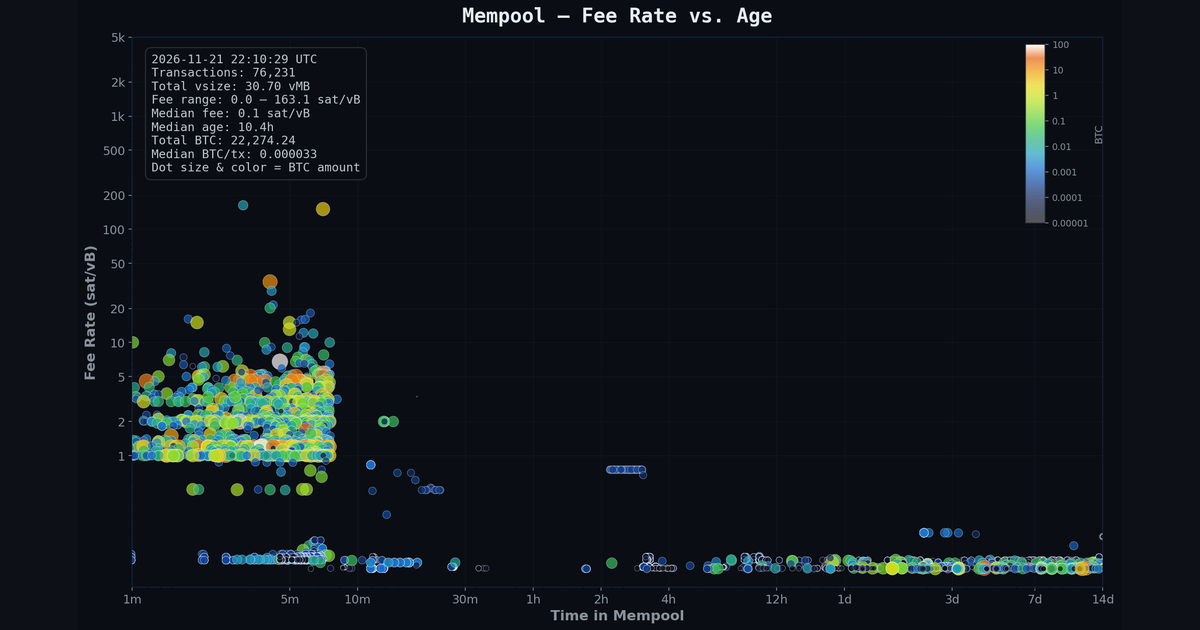 Mempool — Fee Rate vs. Age
2026-11-21 22:10:29 UTC
Transactions: 76,231
Total vsize: 30.70 vMB
Fee range: 0.0 — 163.1 sat/vB
Median fee: 0.1 sat/vB
Median age: 10.4h
Total BTC: 22,274.24
Median BTC/tx: 0.000033
Dot size & color = BTC amount
5k
2k
1k
500
200
100
50
20
10
5
2
1
Fee Rate (sat/vB)
100
10
1
0.1
0.01
0.001
0.0001
0.00001
BTC
1m
5m
10m
30m
1h
2h
4h
12h
1d
3d
7d
14d
Time in Mempool